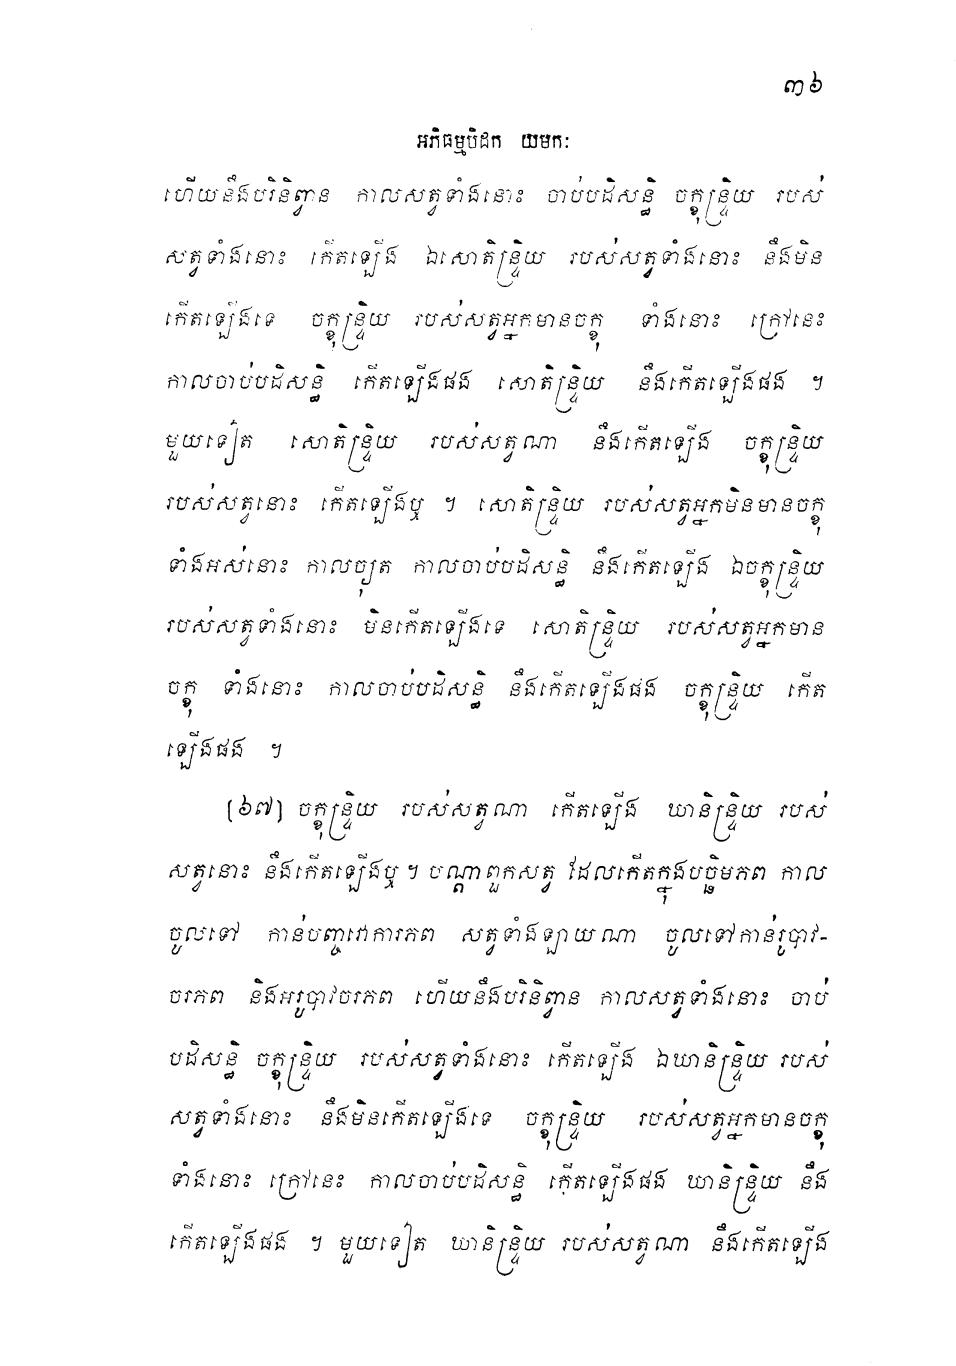 ៣៦
អភិធម្មបិដក យមកៈ
ហើយនឹងបរិនិព្វាន កាលសត្វទាំងនោះ ចាប់បដិសន្ធិ ចក្ខុន្រ្ទិយ របស់
សត្វទាំងនោះ កើតឡើង ឯសោតិន្រ្ទិយ របស់សត្វទាំងនោះ នឹងមិន
កើតឡើងទេ ចក្ខុន្រ្ទិយ របស់សត្វអ្នកមានចក្ខុ ទាំងនោះ ក្រៅនេះ
កាលចាប់បដិសន្ធិ កើតឡើងផង សោតិន្រ្ទិយ នឹងកើតឡើងផង ។
មួយទៀត សោតិន្រ្ទិយ របស់សត្វណា នឹងកើតឡើង ចក្ខុន្រ្ទិយ
របស់សត្វនោះ កើតឡើងឬ ។ សោតិន្រ្ទិយ របស់សត្វអ្នកមិនមានចក្ខុ
ទាំងអស់នោះ កាលច្យុត កាលចាប់បដិសន្ធិ នឹងកើតឡើង ឯចក្ខុន្រ្ទិយ
របស់សត្វទាំងនោះ មិនកើតឡើងទេ សោតិន្រ្ទិយ របស់សត្វអ្នកមាន
ចក្ខុ ទាំងនោះ កាលចាប់បដិសន្ធិ នឹងកើតឡើងផង ចក្ខុន្រ្ទិយ កើត
ឡើងផង ។
[៦៧] ចក្ខុន្រ្ទិយ របស់សត្វណា កើតឡើង ឃានិន្រ្ទិយ របស់
សត្វនោះ នឹងកើតឡើងឬ ។ បណ្តាពួកសត្វ ដែលកើតក្នុងបច្ឆិមភព កាល
ចូលទៅ កាន់បញ្ចវោការភព សត្វទាំងឡាយណា ចូលទៅកាន់រូបាវ-
ចរភព និងអរូបាវចរភព ហើយនឹងបរិនិព្វាន កាលសត្វទាំងនោះ ចាប់
បដិសន្ធិ ចក្ខុន្រ្ទិយ របស់សត្វទាំងនោះ កើតឡើង ឯឃានិន្រ្ទិយ របស់
សត្វទាំងនោះ នឹងមិនកើតឡើងទេ ចក្ខុន្រ្ទិយ របស់សត្វអ្នកមានចក្ខុ
ទាំងនោះ ក្រៅនេះ កាលចាប់បដិសន្ធិ កើតឡើងផង ឃានិន្រ្ទិយ នឹង
កើតឡើងផង ។ មួយទៀត ឃានិន្រ្ទិយ របស់សត្វណា នឹងកើតឡើង